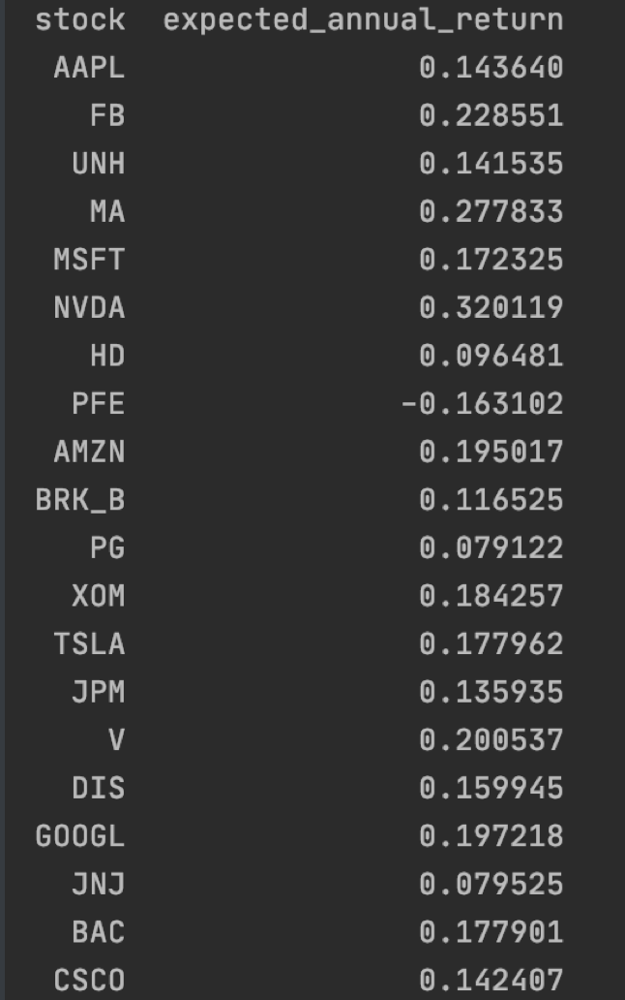 stock expected_annual_return
AAPL 0.143640
FB 0.228551
UNH 0.141535
MA 0.277833
MSFT 0.172325
NVDA 0.320119
HD 0.096481
PFE -0.163102
AMZN 0.195017
BRK_B 0.116525
PG 0.079122
XOM 0.184257
TSLA 0.177962
JPM 0.135935
V 0.200537
DIS 0.159945
GOOGL 0.197218
JNJ 0.079525
BAC 0.177901
CSCO 0.142407